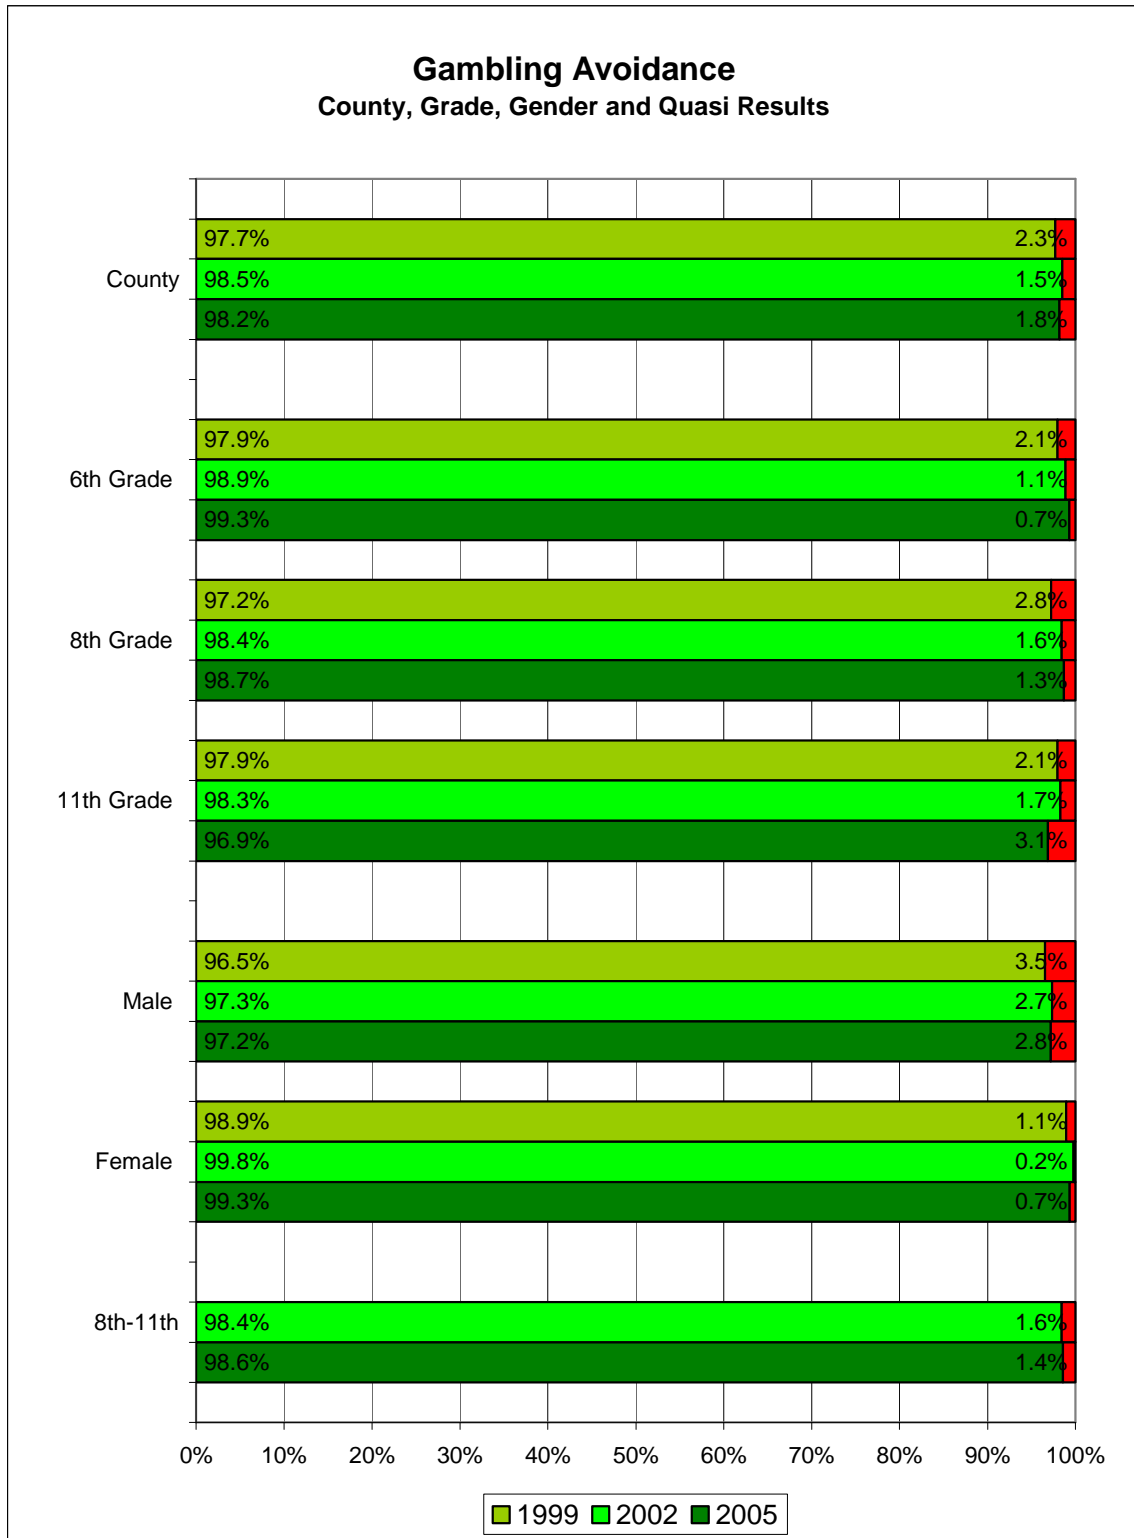 Gambling Avoidance
County, Grade, Gender and Quasi Results
97.7% 2.3%
County 98.5% 1.5%
98.2% 1.8%
97.9% 2.1%
6th Grade 98.9% 1.1%
99.3% 0.7%
97.2% 2.8%
8th Grade 98.4% 1.6%
98.7% 1.3%
97.9% 2.1%
11th Grade 98.3% 1.7%
96.9% 3.1%
96.5% 3.5%
Male 97.3% 2.7%
97.2% 2.8%
98.9% 1.1%
Female 99.8% 0.2%
99.3% 0.7%
8th-11th 98.4% 1.6%
98.6% 1.4%
0% 10% 20% 30% 40% 50% 60% 70% 80% 90% 100%
1999 2002 2005